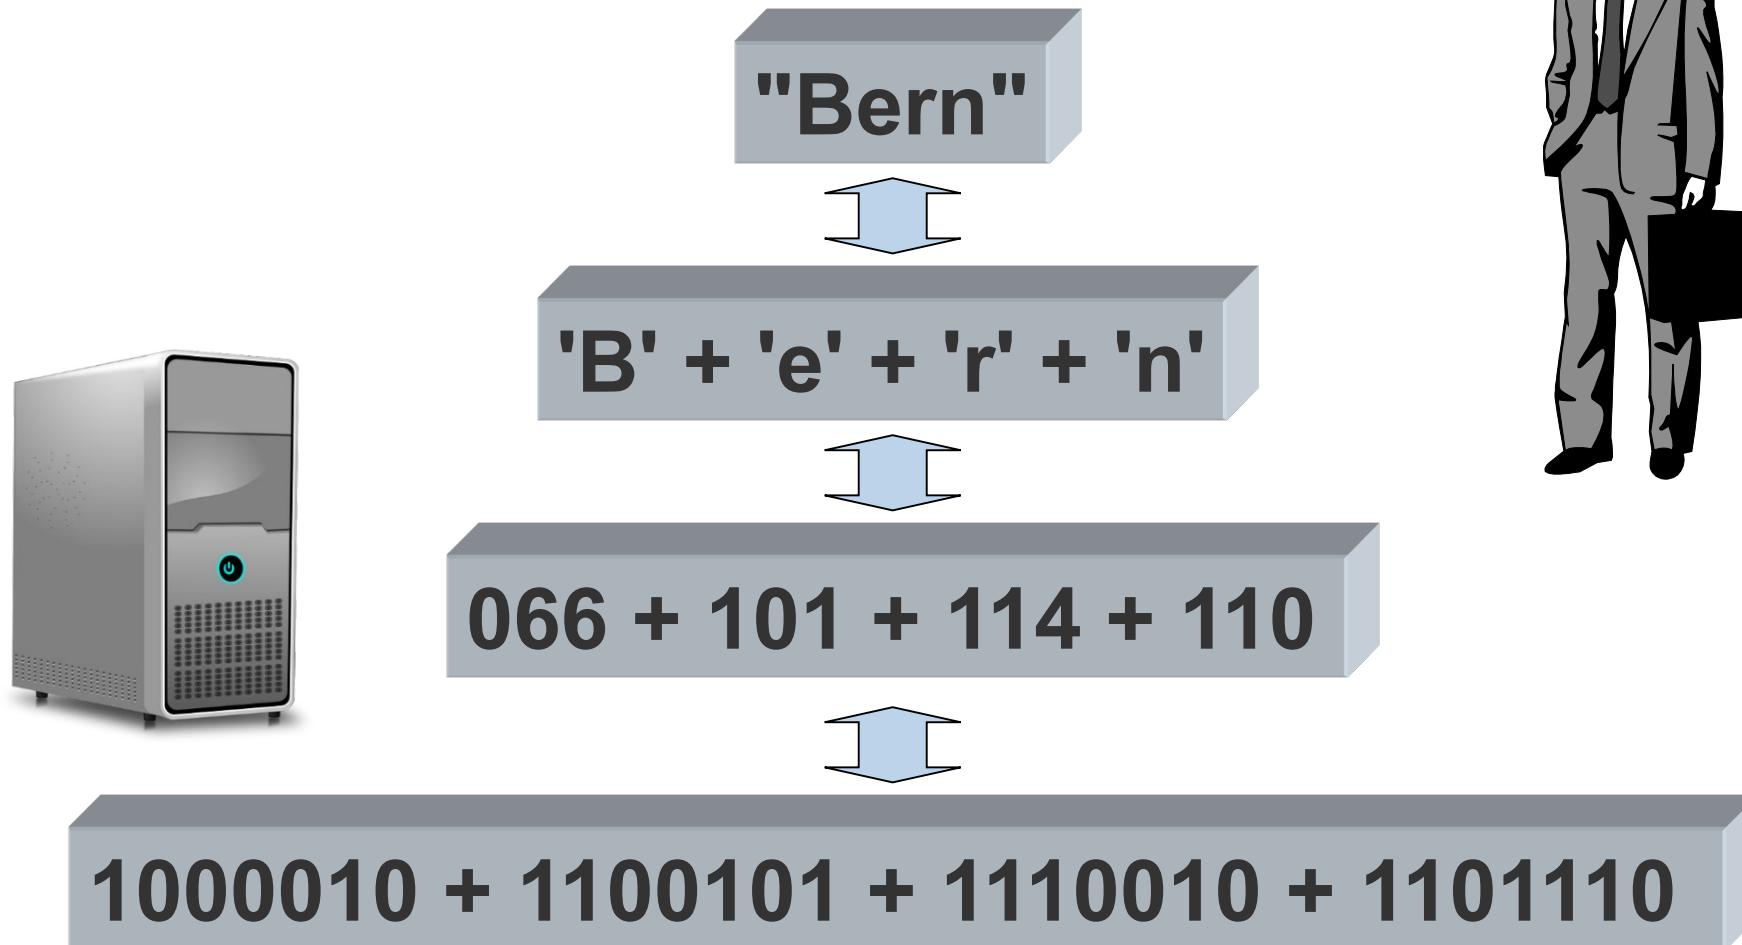 "Bern"
'B' + 'e' + 'r' + 'n'
066 + 101 + 114 + 110
1000010 + 1100101 + 1110010 + 1101110